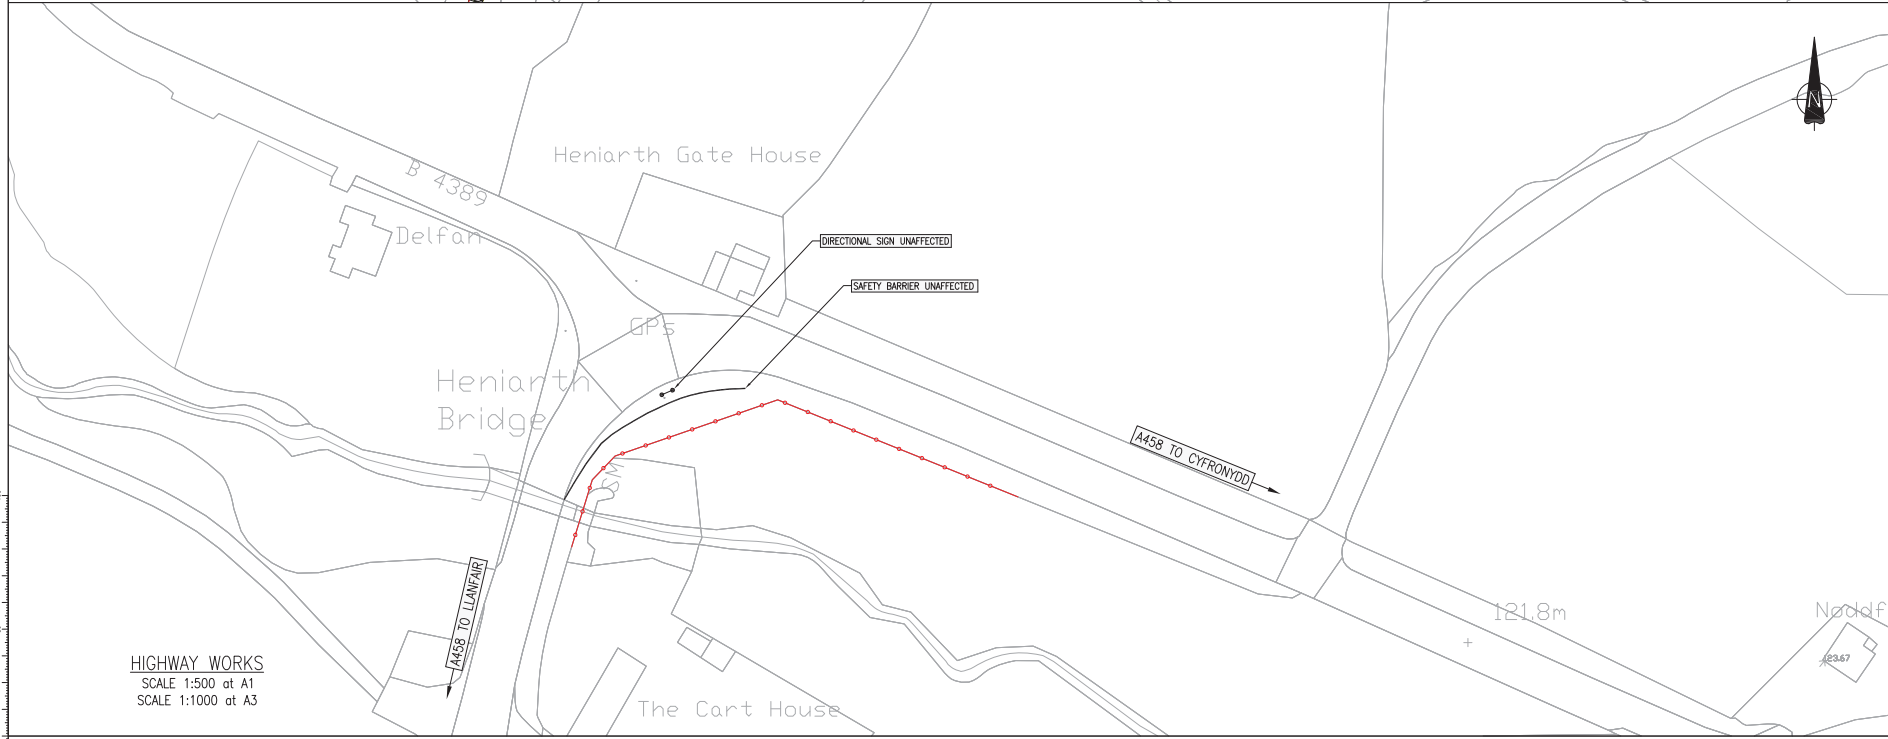 N
Heniarth Gate House
B 4389
Delfan
DIRECTIONAL SIGN UNAFFECTED
SAFETY BARRIER UNAFFECTED
GPs
Heniarth
Bridge
A458 TO CYFRONYDD
A458 TO LLANFAIR
121.8m
Noddf
123.67
HIGHWAY WORKS
SCALE 1:500 at A1
SCALE 1:1000 at A3
The Cart House